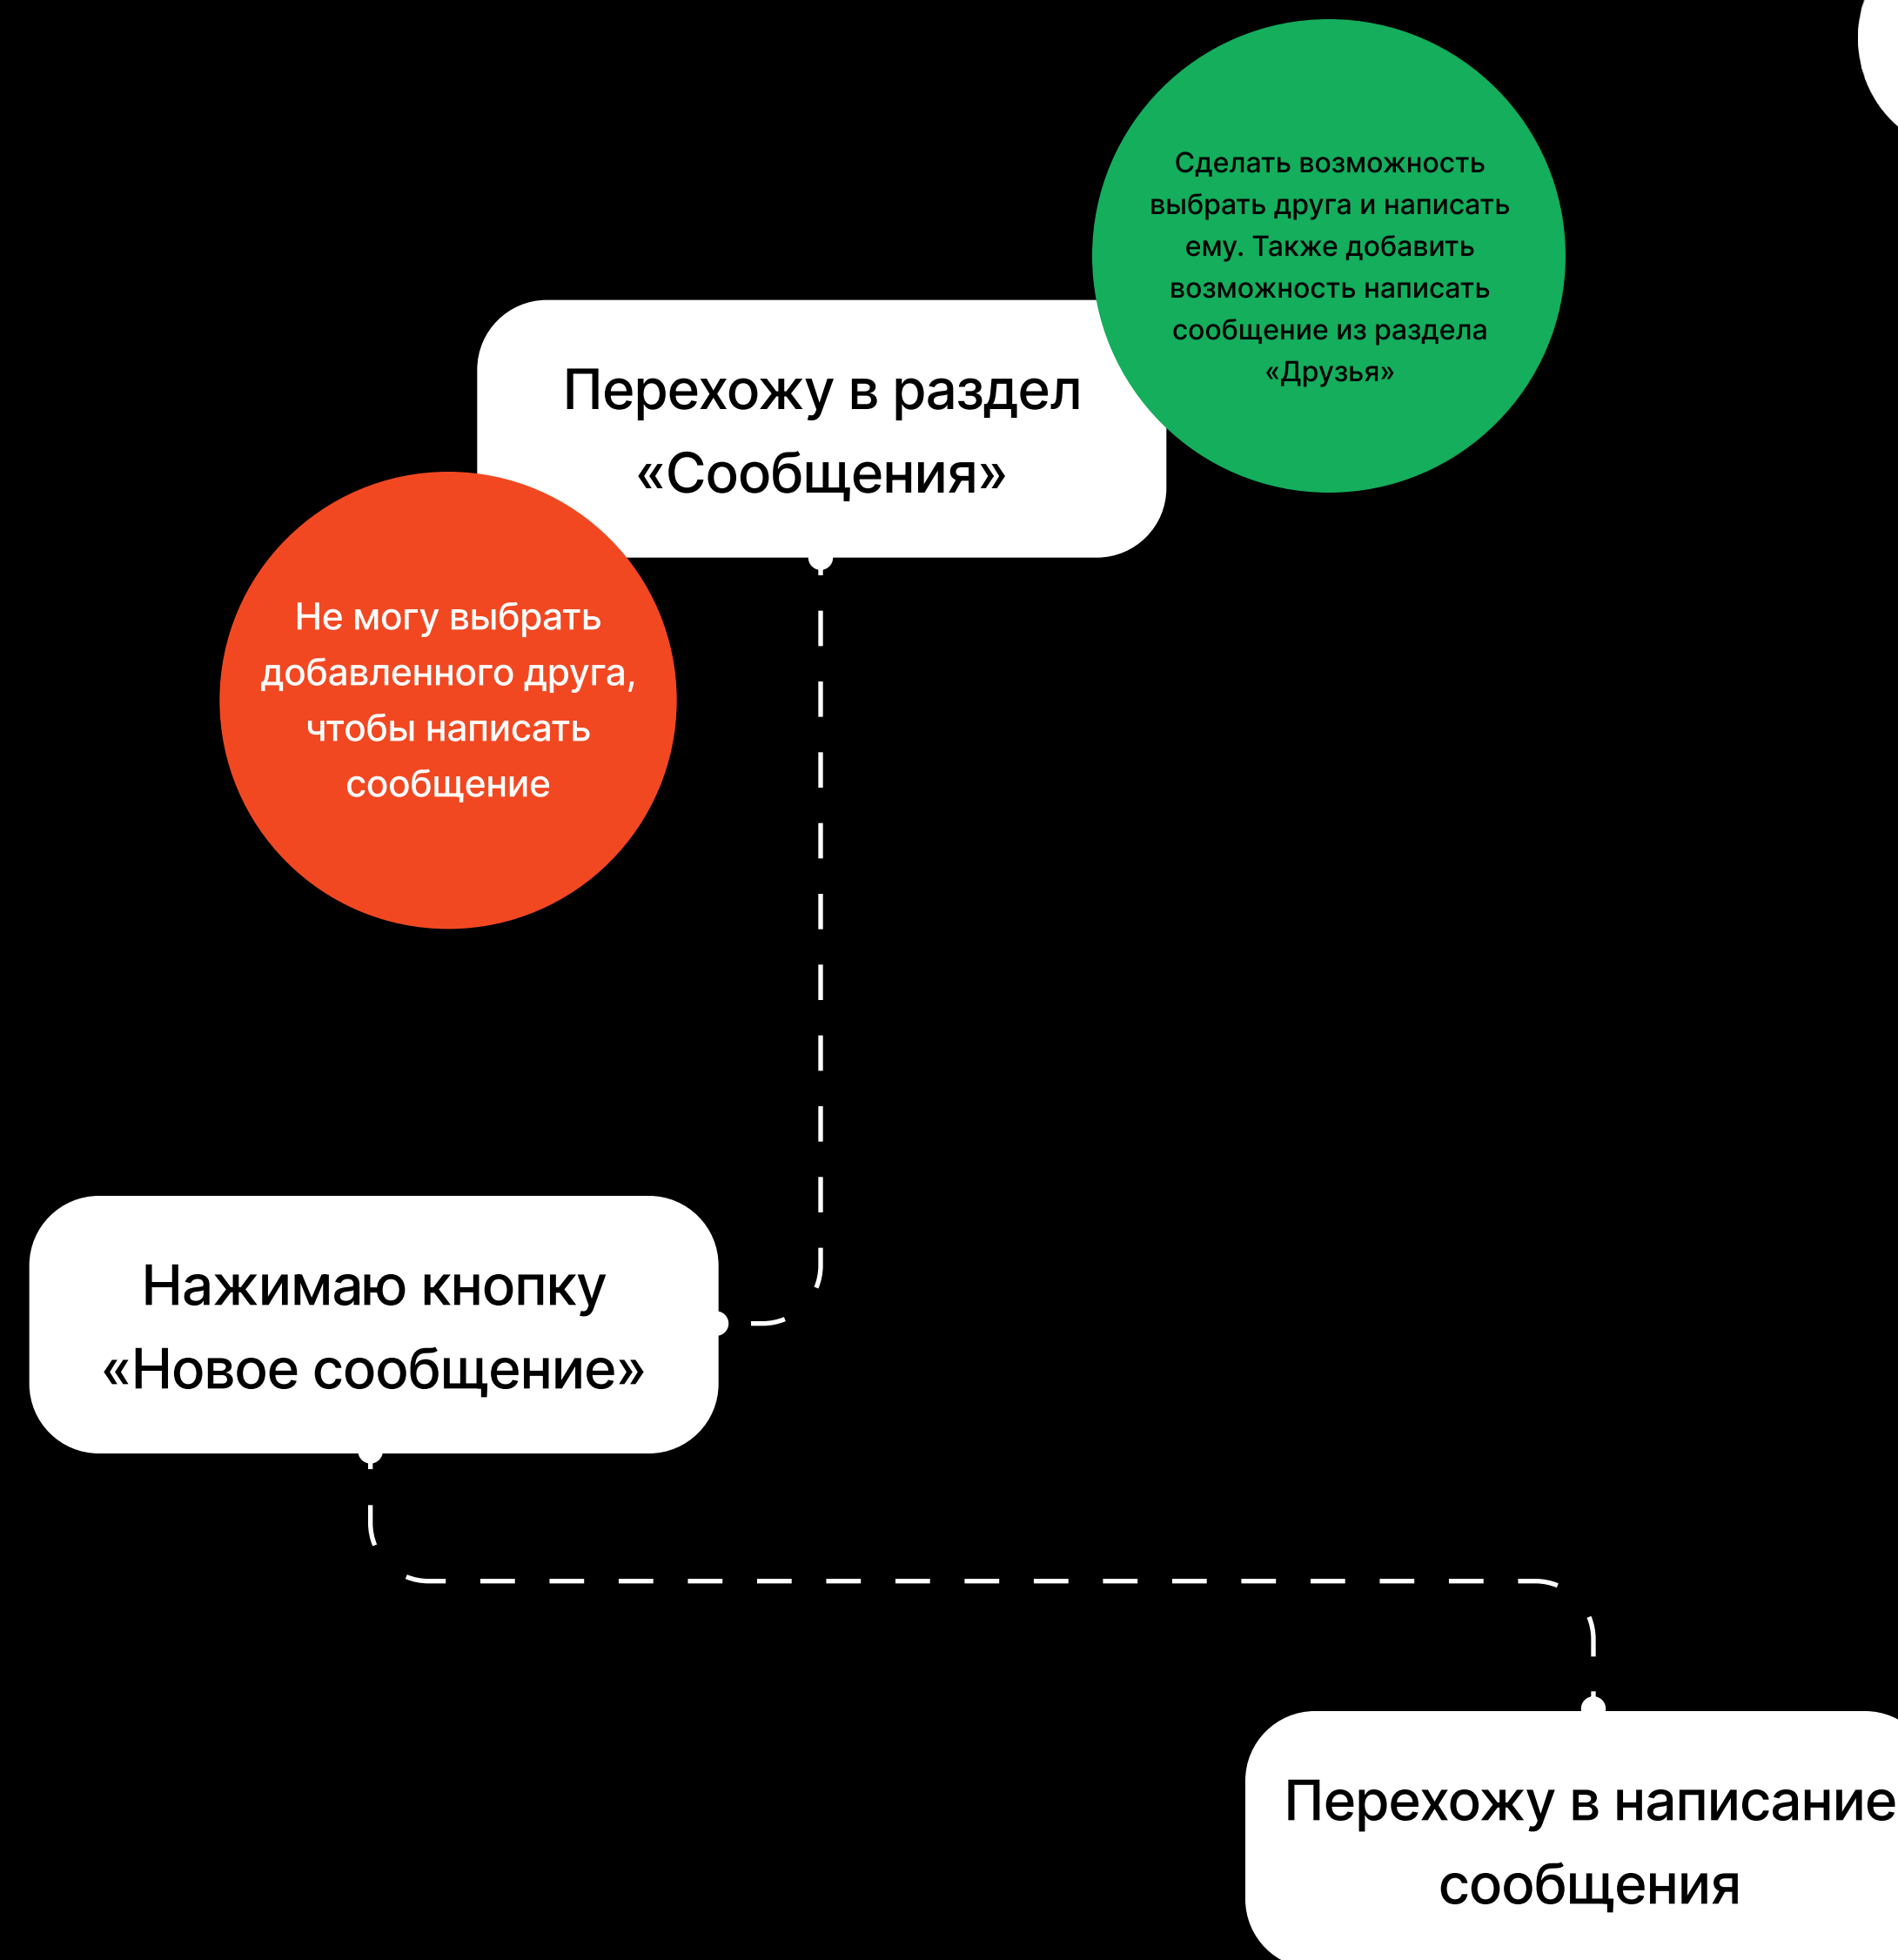 Сделать возможность
выбрать друга и написать
ему. Также добавить
возможность написать
сообщение из раздела
«Друзья»
Перехожу в раздел
«Сообщения»
Не могу выбрать
добавленного друга,
чтобы написать
сообщение
Нажимаю кнопку
«Новое сообщение»
Перехожу в написание
сообщения